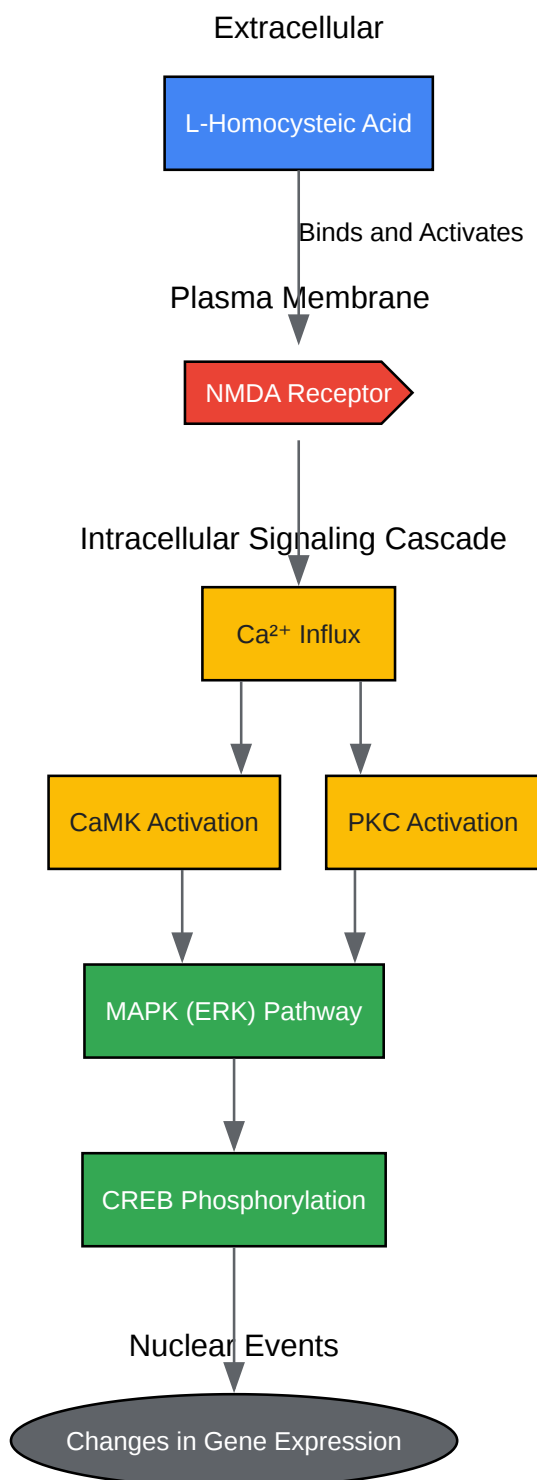 Extracellular
L-Homocysteic Acid
Binds and Activates
Plasma Membrane
NMDA Receptor
Intracellular Signaling Cascade
Ca²⁺ Influx
CaMK Activation
PKC Activation
MAPK (ERK) Pathway
CREB Phosphorylation
Nuclear Events
Changes in Gene Expression